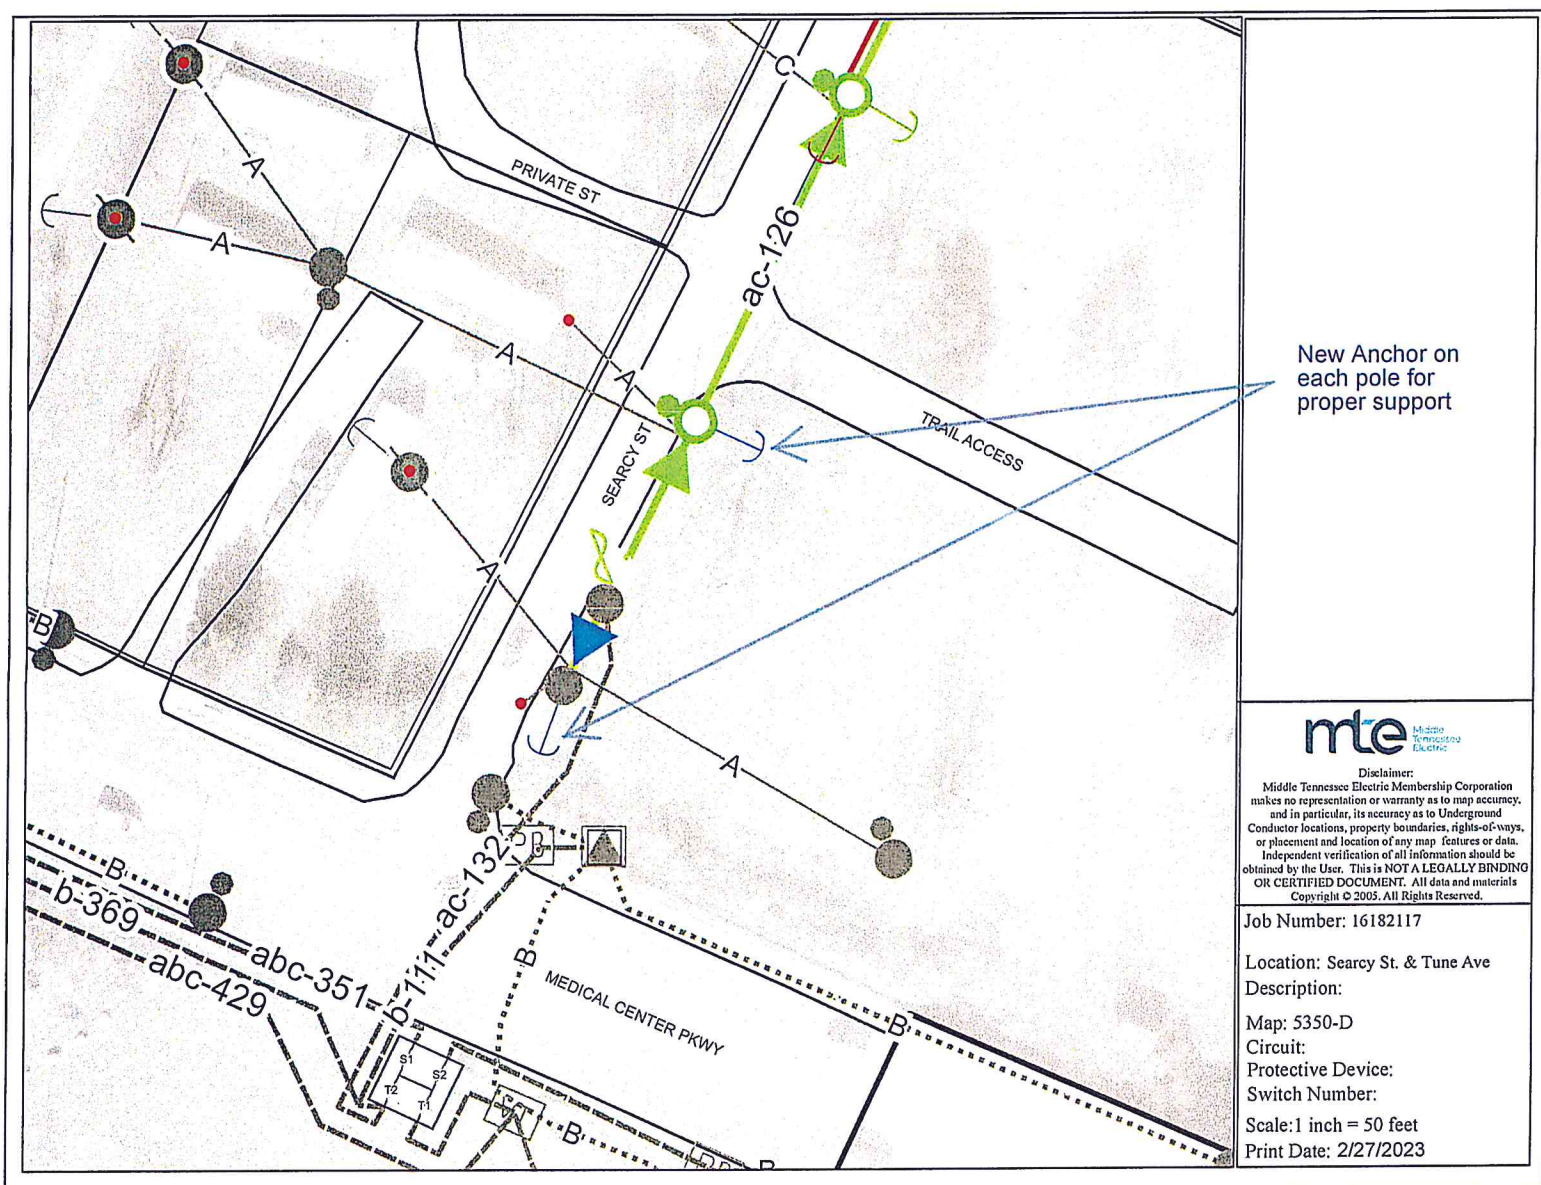 C
A
PRIVATE ST
A
ac-126
A
A
New Anchor on
each pole for
proper support
TRAIL ACCESS
SEARCY ST
A
B
A
mte Middle
Tennessee
Electric
Disclaimer:
Middle Tennessee Electric Membership Corporation
makes no representation or warranty as to map accuracy,
and in particular, its accuracy as to Underground
Conductor locations, property boundaries, rights-of-ways,
or placement and location of any map features or data.
Independent verification of all information should be
obtained by the User. This is NOT A LEGALLY BINDING
OR CERTIFIED DOCUMENT. All data and materials
Copyright © 2005. All Rights Reserved.
B
b-369
ac-132
abc-351
abc-429
b-111
B
MEDICAL CENTER PKWY
B
S1
S2
T2
T1
B
B
Job Number: 16182117
Location: Searcy St. & Tune Ave
Description:
Map: 5350-D
Circuit:
Protective Device:
Switch Number:
Scale:1 inch = 50 feet
Print Date: 2/27/2023